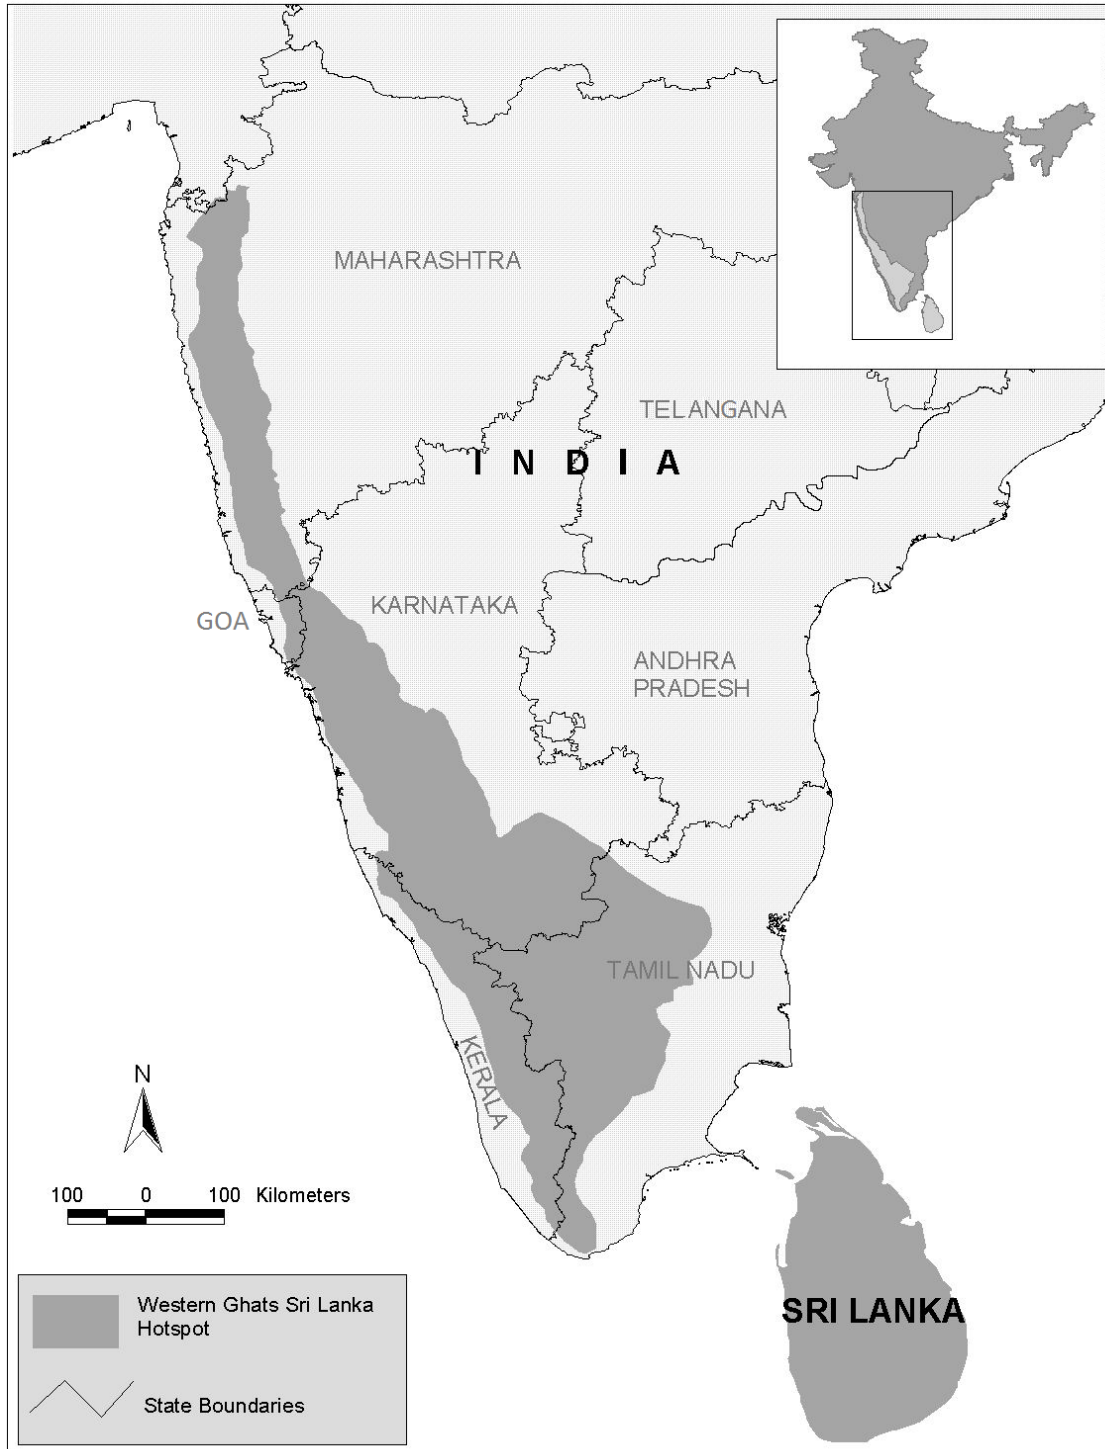 MAHARASHTRA
TELANGANA
I N D I A
KARNATAKA
GOA
ANDHRA
PRADESH
TAMIL NADU
KERALA
N
100 0 100 Kilometers
SRI LANKA
Western Ghats Sri Lanka
Hotspot
State Boundaries